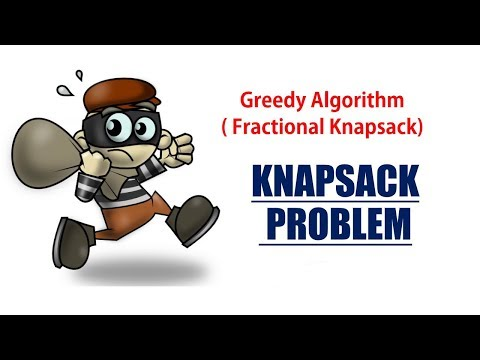 Greedy Algorithm
( Fractional Knapsack)
KNAPSACK
PROBLEM